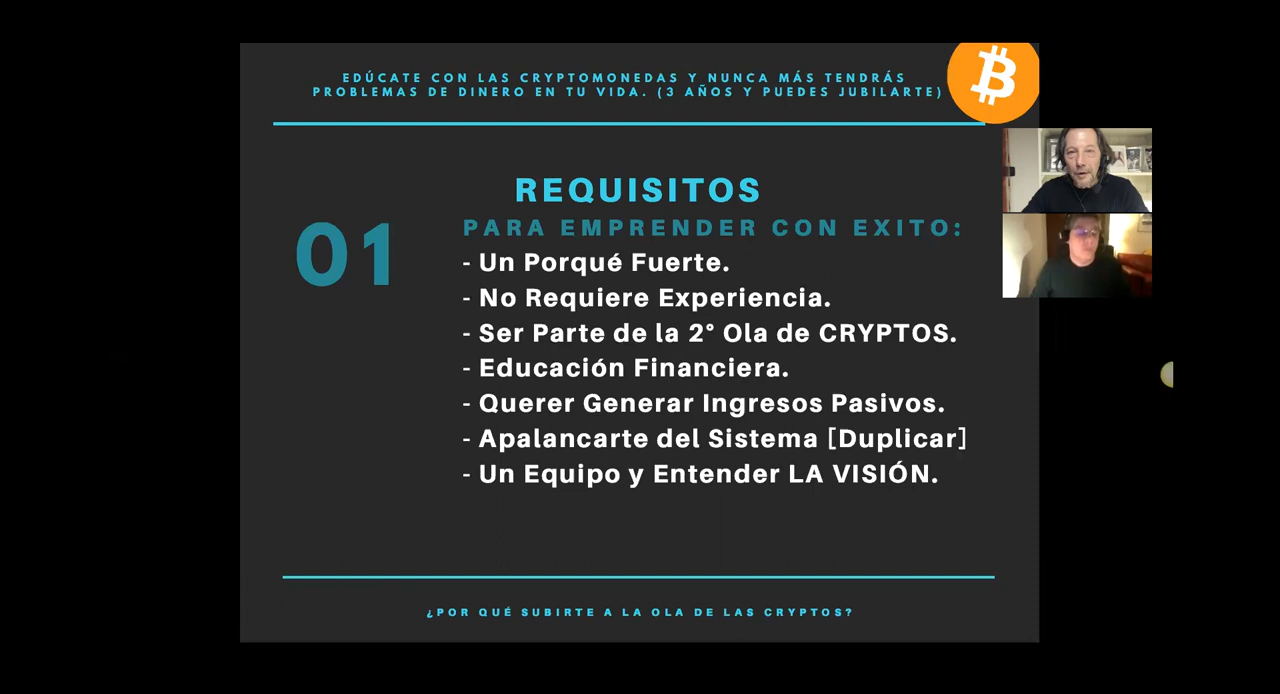 EDÚCATE CON LAS CRYPTOMONEDAS Y NUNCA MÁS TENDRÁS
PROBLEMAS DE DINERO EN TU VIDA. (3 AÑOS Y PUEDES JUBILARTE)
REQUISITOS
01
PARA EMPRENDER CON EXITO:
- Un Porqué Fuerte.
- No Requiere Experiencia.
- Ser Parte de la 2° Ola de CRYPTOS.
- Educación Financiera.
- Querer Generar Ingresos Pasivos.
- Apalancarte del Sistema [Duplicar]
- Un Equipo y Entender LA VISIÓN.
¿POR QUÉ SUBIRTE A LA OLA DE LAS CRYPTOS?